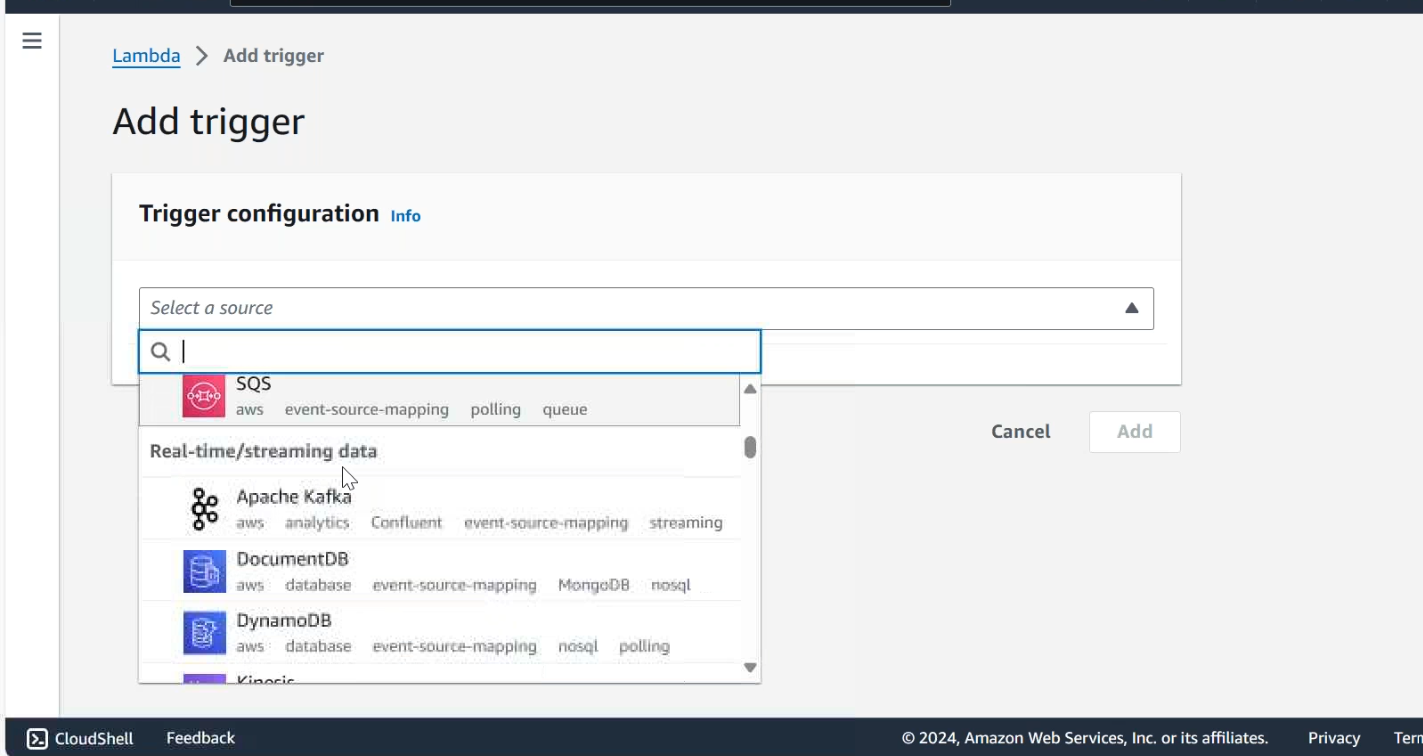 Lambda > Add trigger
Add trigger
Trigger configuration Info
Select a source
SQS
aws event-source-mapping polling queue
Real-time/streaming data
Apache Kafka
aws analytics Confluent event-source-mapping streaming
DocumentDB
aws database event-source-mapping MongoDB nosql
DynamoDB
aws database event-source-mapping nosql polling
Kinesis
Cancel Add
CloudShell Feedback © 2024, Amazon Web Services, Inc. or its affiliates. Privacy